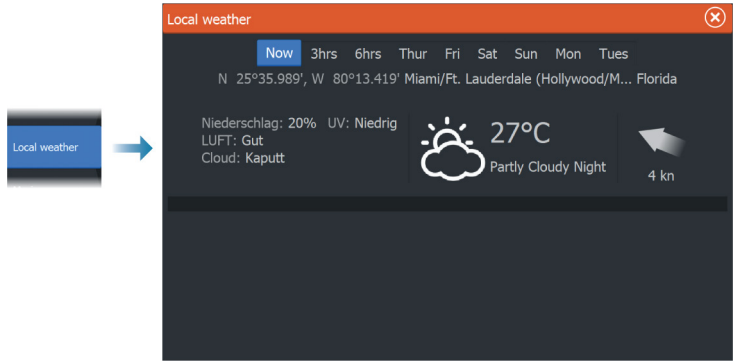 Local weather
Local weather
Now 3hrs 6hrs Thur Fri Sat Sun Mon Tues
N 25°35.989', W 80°13.419' Miami/Ft. Lauderdale (Hollywood/M... Florida
Niederschlag: 20% UV: Niedrig
LUFT: Gut
Cloud: Kaputt
27°C
Partly Cloudy Night
4 kn